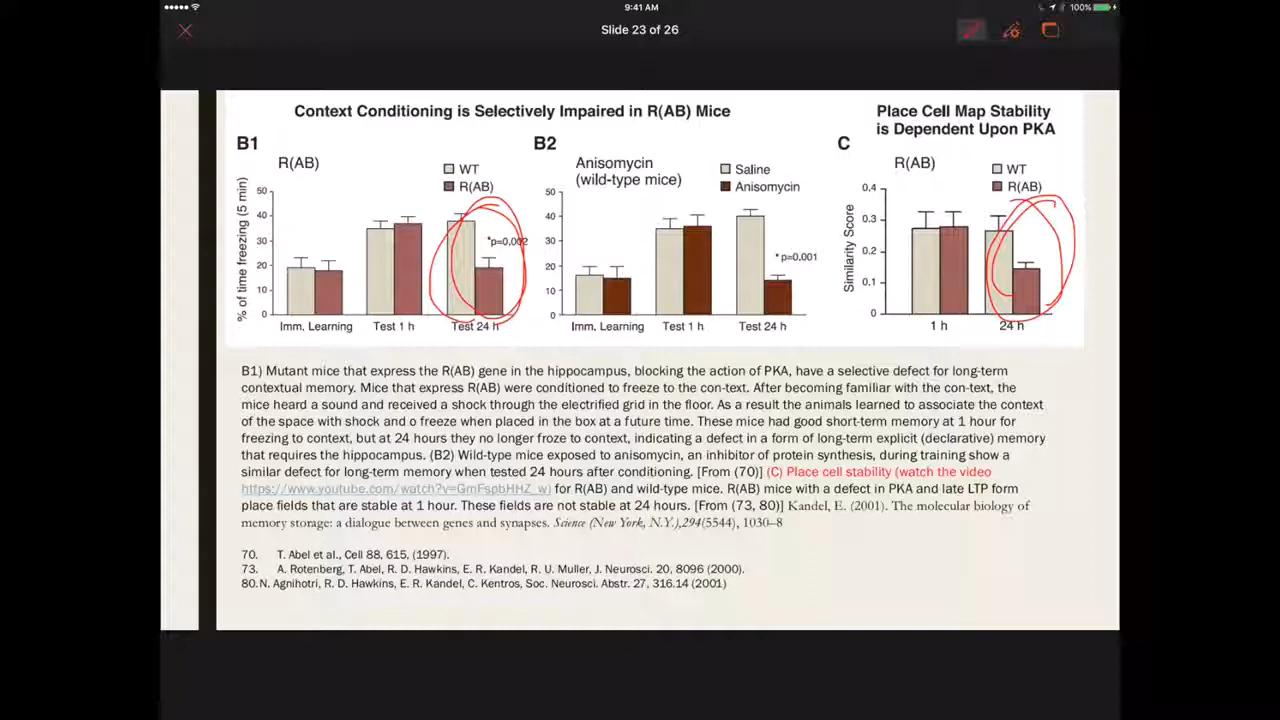 9:41 AM
100%
Slide 23 of 26
Context Conditioning is Selectively Impaired in R(AB) Mice
Place Cell Map Stability
is Dependent Upon PKA
B1
R(AB)
WT
R(AB)
% of time freezing (5 min)
50
40
30
20
10
0
*p=0.002
Imm. Learning
Test 1 h
Test 24 h
B2
Anisomycin
(wild-type mice)
Saline
Anisomycin
50
40
30
20
10
0
*p=0.001
Imm. Learning
Test 1 h
Test 24 h
C
R(AB)
WT
R(AB)
Similarity Score
0.4
0.3
0.2
0.1
0
1 h
24 h
B1) Mutant mice that express the R(AB) gene in the hippocampus, blocking the action of PKA, have a selective defect for long-term
contextual memory. Mice that express R(AB) were conditioned to freeze to the con-text. After becoming familiar with the con-text, the
mice heard a sound and received a shock through the electrified grid in the floor. As a result the animals learned to associate the context
of the space with shock and o freeze when placed in the box at a future time. These mice had good short-term memory at 1 hour for
freezing to context, but at 24 hours they no longer froze to context, indicating a defect in a form of long-term explicit (declarative) memory
that requires the hippocampus. (B2) Wild-type mice exposed to anisomycin, an inhibitor of protein synthesis, during training show a
similar defect for long-term memory when tested 24 hours after conditioning. [From (70)] (C) Place cell stability (watch the video
https://www.youtube.com/watch?v=GmFspbHHZ_w) for R(AB) and wild-type mice. R(AB) mice with a defect in PKA and late LTP form
place fields that are stable at 1 hour. These fields are not stable at 24 hours. [From (73, 80)] Kandel, E. (2001). The molecular biology of
memory storage: a dialogue between genes and synapses. Science (New York, N.Y.),294(5544), 1030–8
70. T. Abel et al., Cell 88, 615, (1997).
73. A. Rotenberg, T. Abel, R. D. Hawkins, E. R. Kandel, R. U. Muller, J. Neurosci. 20, 8096 (2000).
80.N. Agnihotri, R. D. Hawkins, E. R. Kandel, C. Kentros, Soc. Neurosci. Abstr. 27, 316.14 (2001)